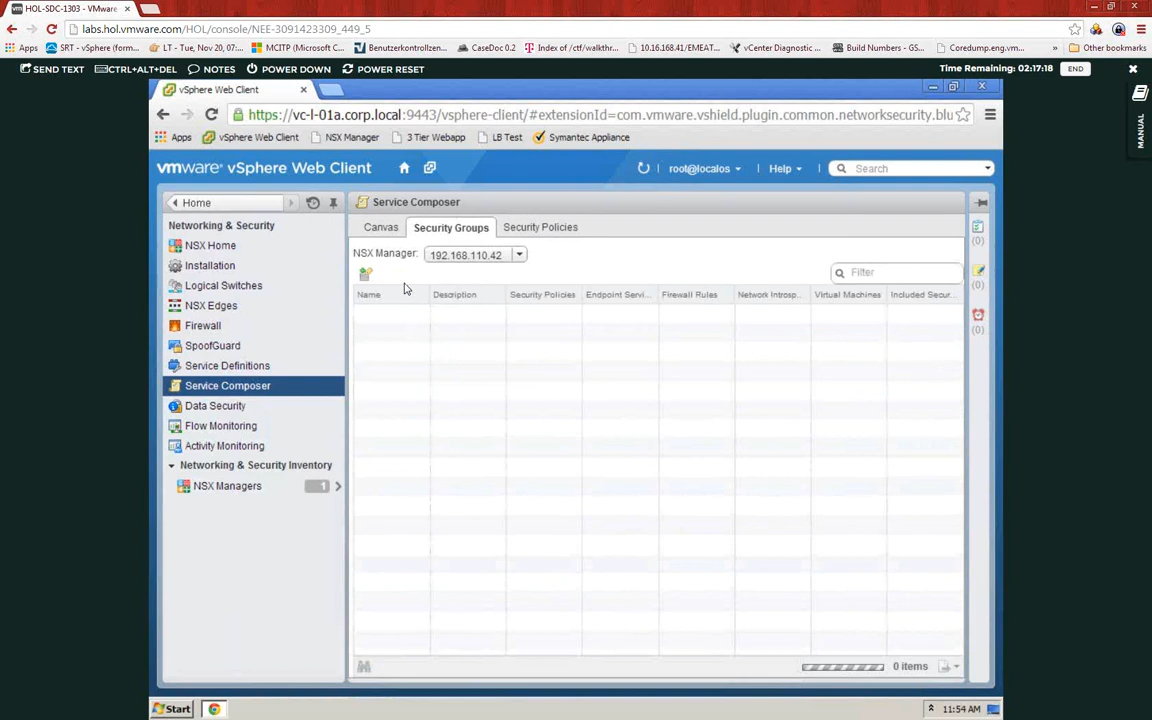 HOL-SDC-1303 - VMware
labs.hol.vmware.com/HOL/console/NEE-3091423309_449_5
Apps SRT - vSphere (form... LT - Tue, Nov 20, 07:... MCITP (Microsoft C... Benutzerkontrollzen... CaseDoc 0.2 Index of /ctf/walkthr... 10.16.168.41/EMEAT... vCenter Diagnostic ... Build Numbers - GS... Coredump.eng.vm... » Other bookmarks
SEND TEXT CTRL+ALT+DEL NOTES POWER DOWN POWER RESET Time Remaining: 02:17:18 END
MANUAL
vSphere Web Client
https://vc-l-01a.corp.local:9443/vsphere-client/#extensionId=com.vmware.vshield.plugin.common.networksecurity.blu
Apps vSphere Web Client NSX Manager 3 Tier Webapp LB Test Symantec Appliance
vmware vSphere Web Client root@localos Help Search
Home
Networking & Security
NSX Home
Installation
Logical Switches
NSX Edges
Firewall
SpoofGuard
Service Definitions
Service Composer
Data Security
Flow Monitoring
Activity Monitoring
Networking & Security Inventory
NSX Managers 1
Service Composer
Canvas Security Groups Security Policies
NSX Manager: 192.168.110.42
Filter
Name Description Security Policies Endpoint Servi... Firewall Rules Network Introsp... Virtual Machines Included Secur...
0 items
(0)
(0)
(0)
Start 11:54 AM